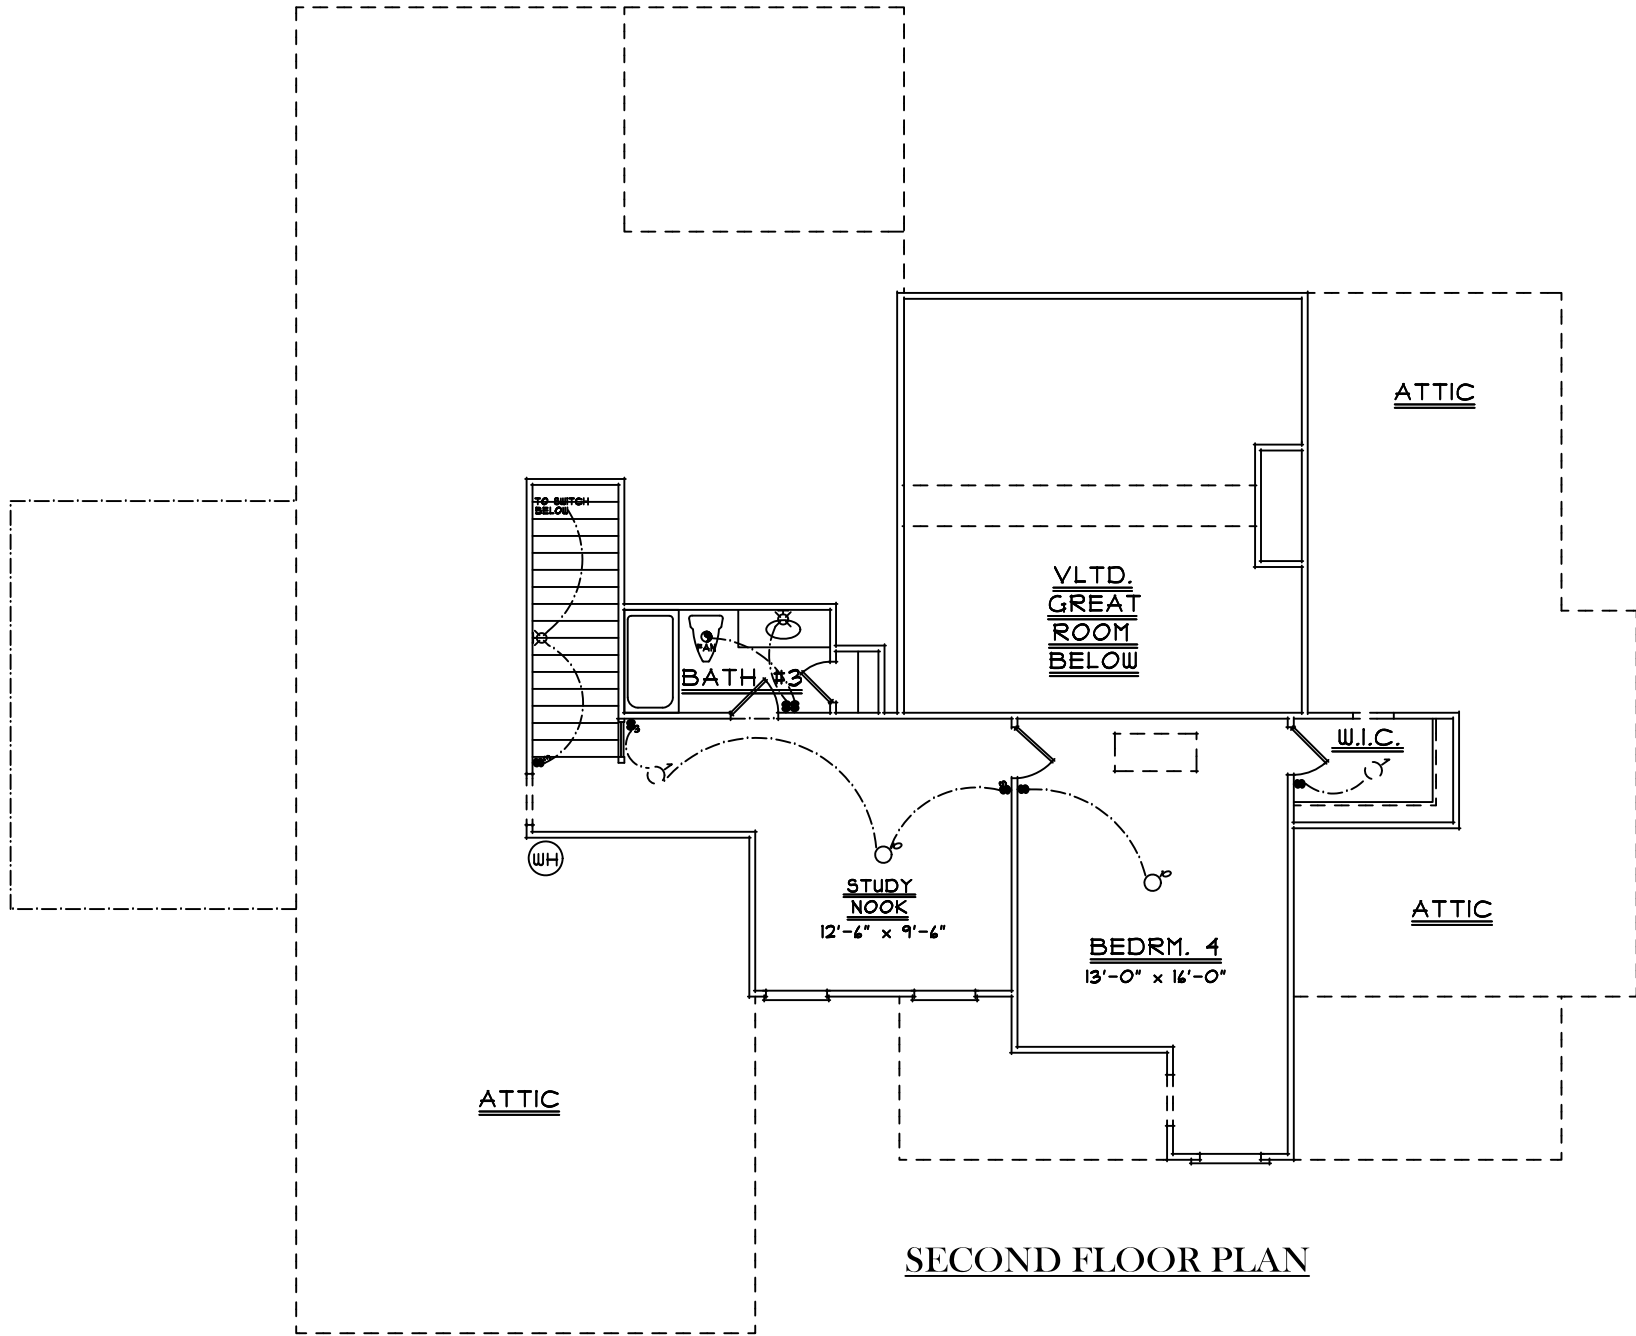 ATTIC
TO SWITCH
BELOW
VLTD.
GREAT
ROOM
BELOW
FAN
BATH #3
W.I.C.
3
WH
STUDY
NOOK
12'-6" x 9'-6"
ATTIC
BEDRM. 4
13'-0" x 16'-0"
ATTIC
SECOND FLOOR PLAN